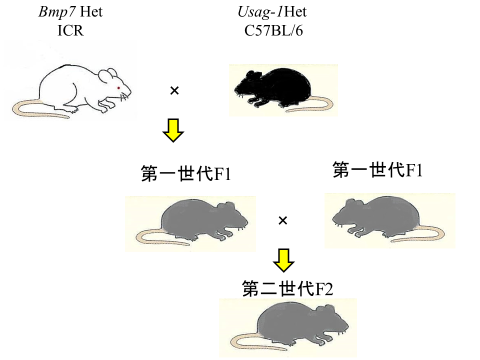 Bmp7 Het
ICR
Usag-1Het
C57BL/6
×
第一世代F1
第一世代F1
×
第二世代F2